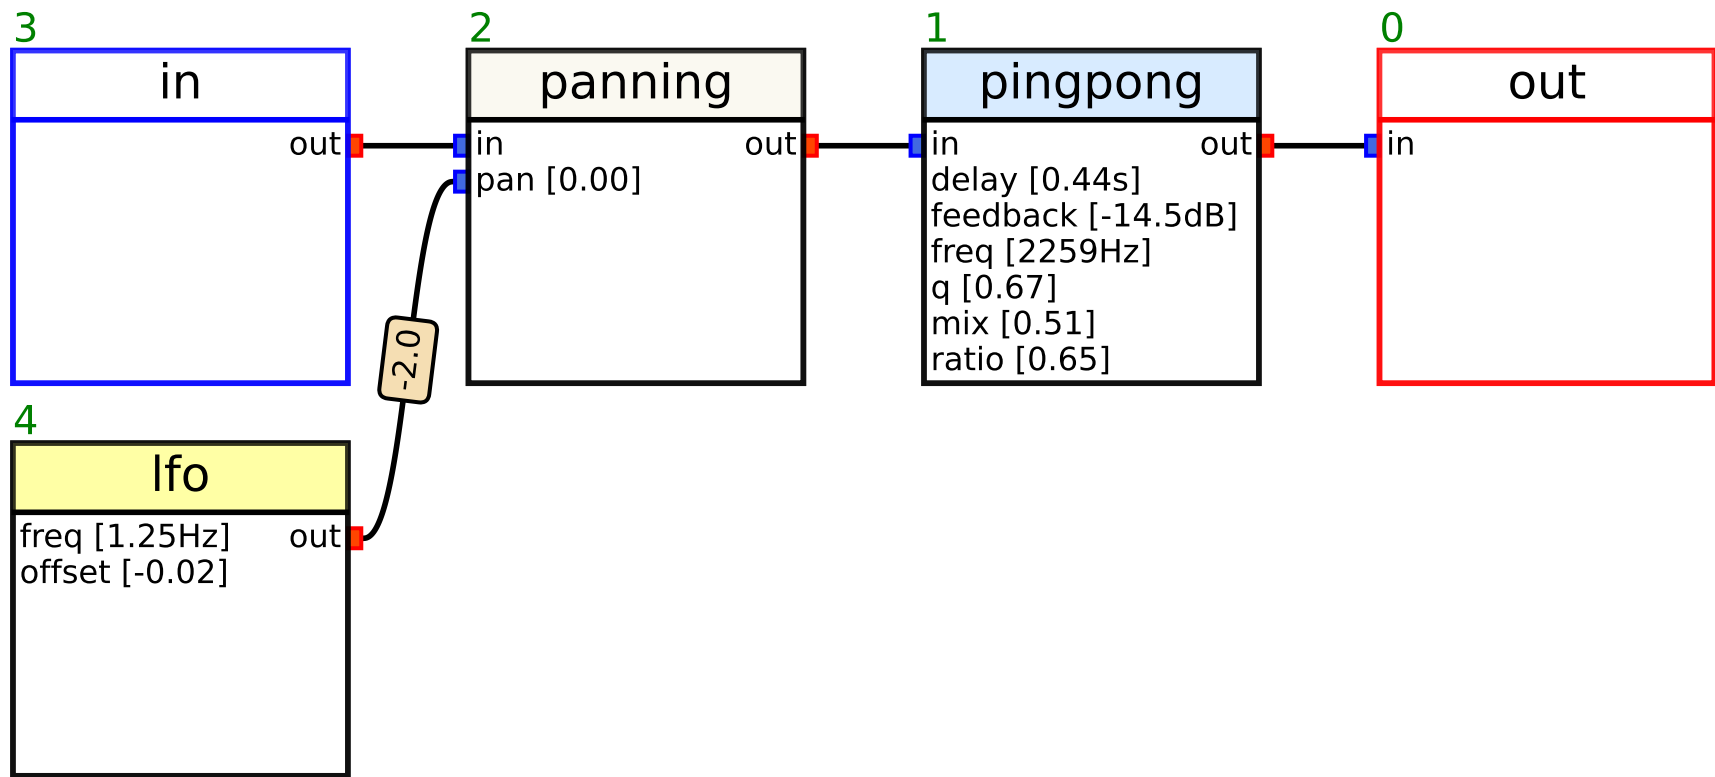 3
in
out
2
panning
in
out
pan [0.00]
1
pingpong
in
out
delay [0.44s]
feedback [-14.5dB]
freq [2259Hz]
q [0.67]
mix [0.51]
ratio [0.65]
0
out
in
-2.0
4
lfo
freq [1.25Hz]
out
offset [-0.02]